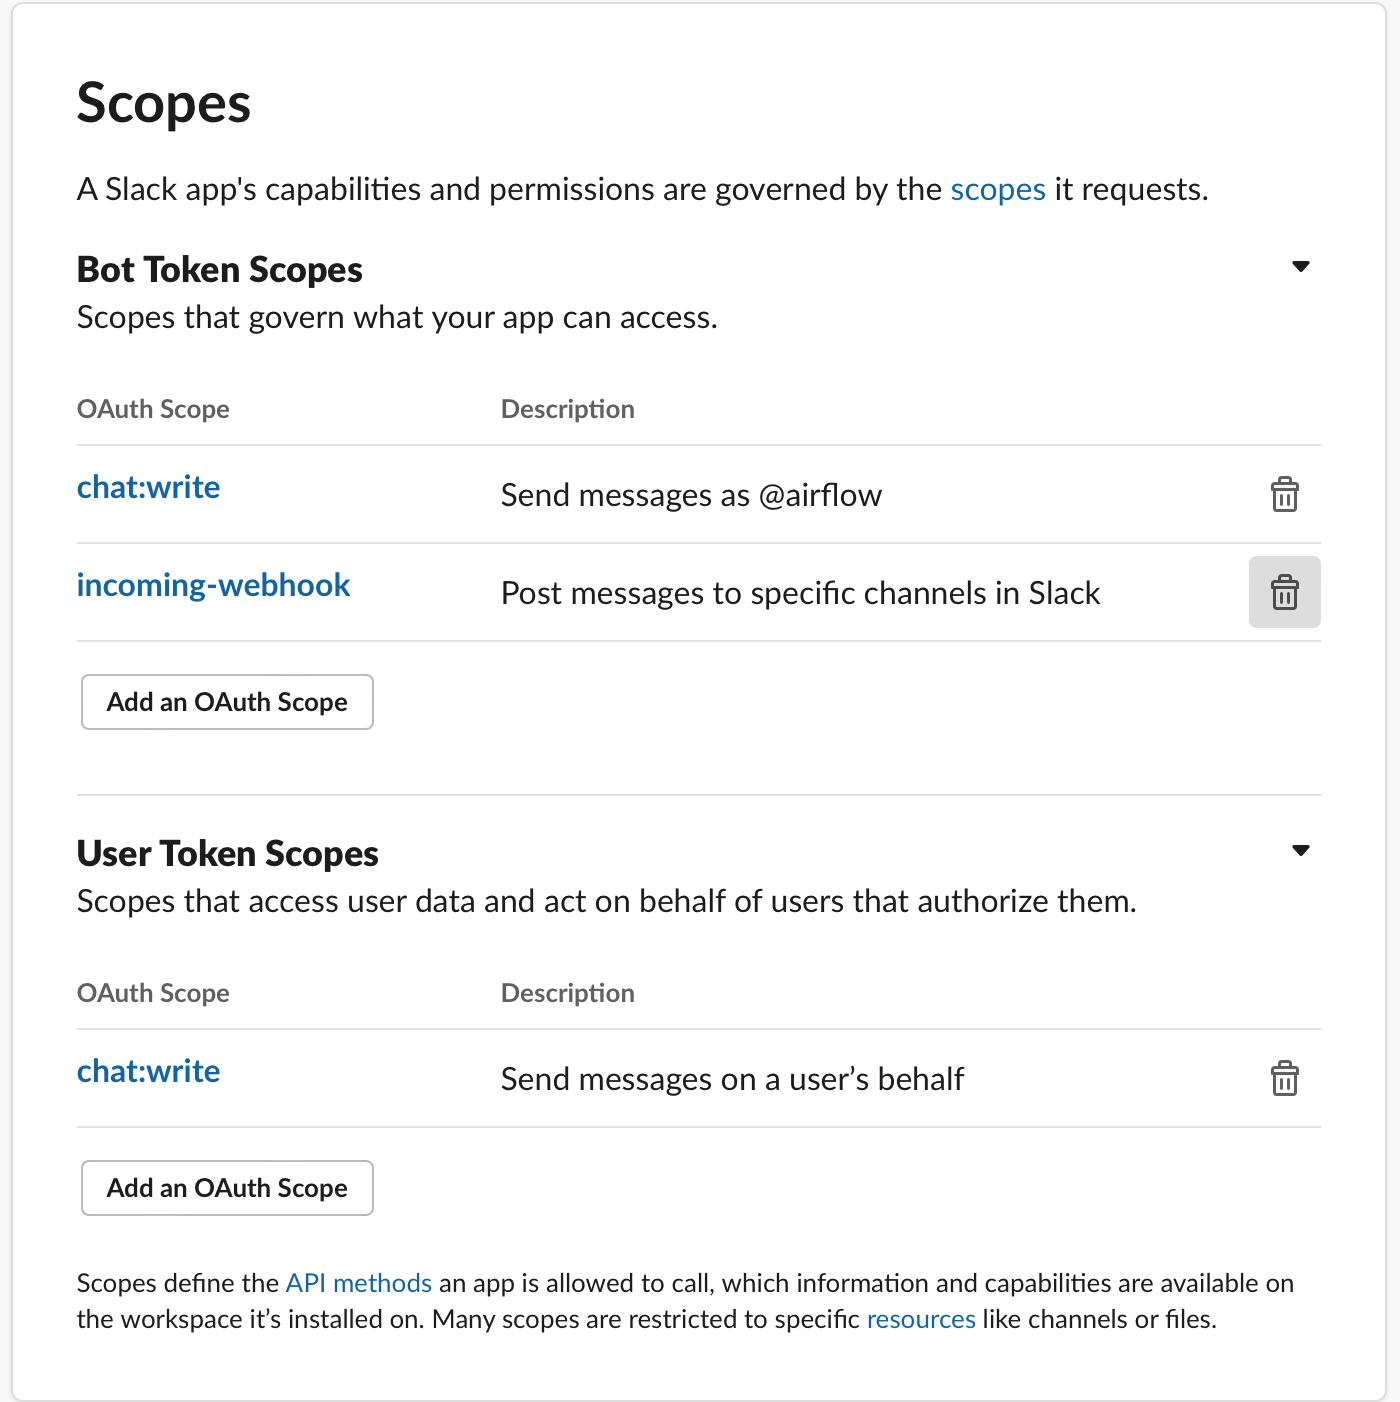 Scopes
A Slack app's capabilities and permissions are governed by the scopes it requests.
Bot Token Scopes
Scopes that govern what your app can access.
OAuth Scope Description
chat:write Send messages as @airflow
incoming-webhook Post messages to specific channels in Slack
Add an OAuth Scope
User Token Scopes
Scopes that access user data and act on behalf of users that authorize them.
OAuth Scope Description
chat:write Send messages on a user’s behalf
Add an OAuth Scope
Scopes define the API methods an app is allowed to call, which information and capabilities are available on
the workspace it’s installed on. Many scopes are restricted to specific resources like channels or files.